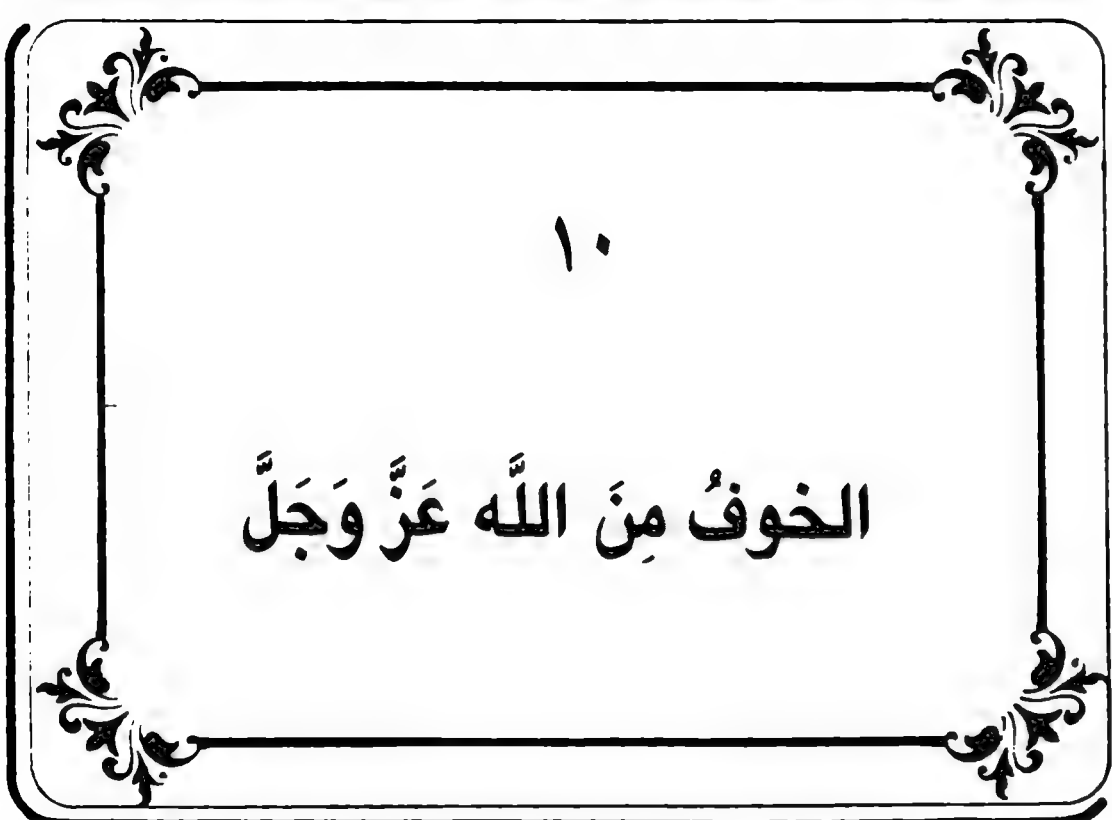 ١٠
الخوفُ مِنَ اللَّه عَزَّ وَجَلَّ